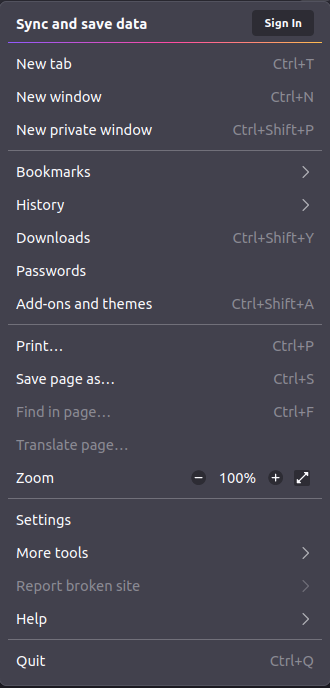 Sync and save data Sign In
New tab Ctrl+T
New window Ctrl+N
New private window Ctrl+Shift+P
Bookmarks
History
Downloads Ctrl+Shift+Y
Passwords
Add-ons and themes Ctrl+Shift+A
Print… Ctrl+P
Save page as… Ctrl+S
Find in page… Ctrl+F
Translate page…
Zoom 100%
Settings
More tools
Report broken site
Help
Quit Ctrl+Q